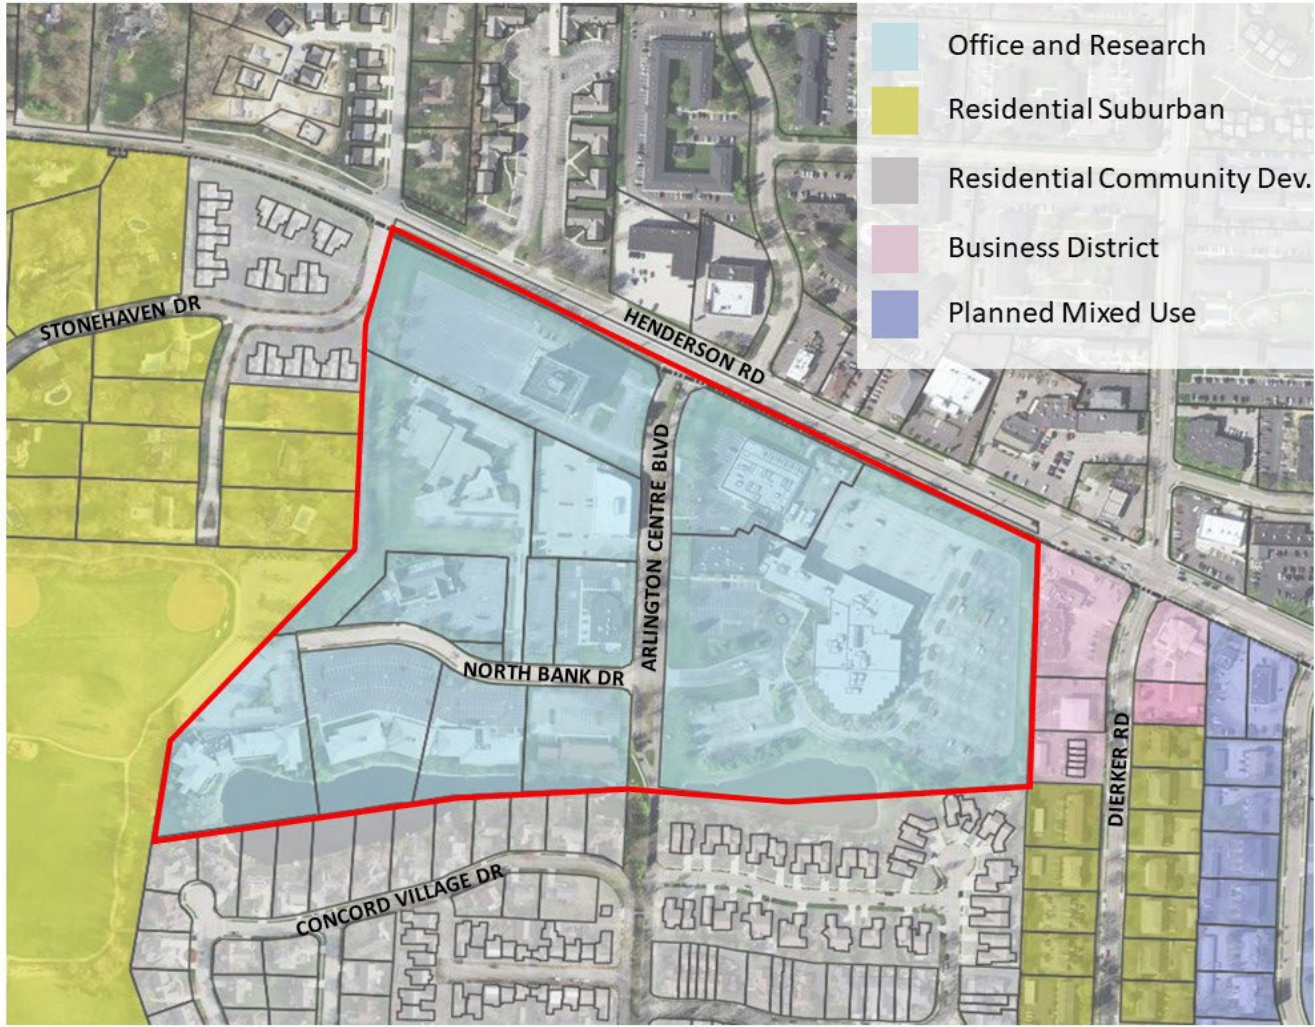 Office and Research
Residential Suburban
Residential Community Dev.
Business District
Planned Mixed Use
STONEHAVEN DR
HENDERSON RD
ARLINGTON CENTRE BLVD
NORTH BANK DR
DIERKER RD
CONCORD VILLAGE DR